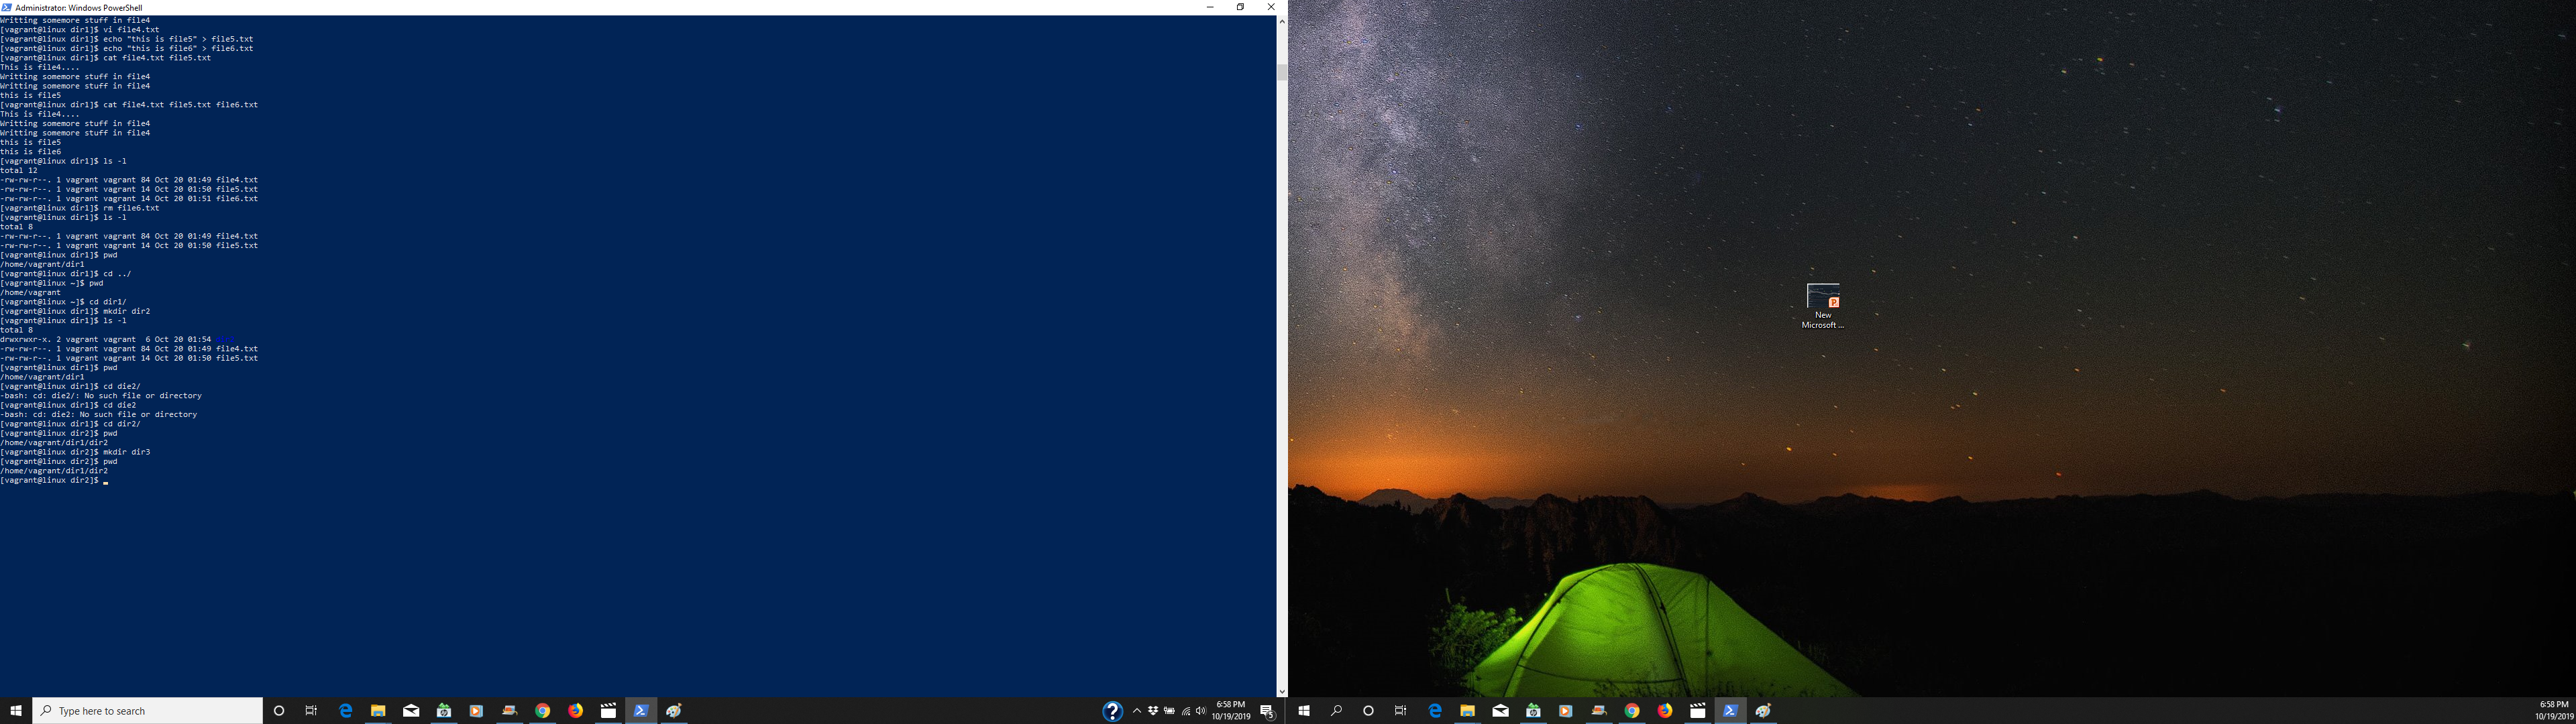 Administrator: Windows PowerShell
Writting somemore stuff in file4
[vagrant@linux dir1]$ vi file4.txt
[vagrant@linux dir1]$ echo "this is file5" > file5.txt
[vagrant@linux dir1]$ echo "this is file6" > file6.txt
[vagrant@linux dir1]$ cat file4.txt file5.txt
This is file4....
Writting somemore stuff in file4
Writting somemore stuff in file4
this is file5
[vagrant@linux dir1]$ cat file4.txt file5.txt file6.txt
This is file4....
Writting somemore stuff in file4
Writting somemore stuff in file4
this is file5
this is file6
[vagrant@linux dir1]$ ls -l
total 12
-rw-rw-r--. 1 vagrant vagrant 84 Oct 20 01:49 file4.txt
-rw-rw-r--. 1 vagrant vagrant 14 Oct 20 01:50 file5.txt
-rw-rw-r--. 1 vagrant vagrant 14 Oct 20 01:51 file6.txt
[vagrant@linux dir1]$ rm file6.txt
[vagrant@linux dir1]$ ls -l
total 8
-rw-rw-r--. 1 vagrant vagrant 84 Oct 20 01:49 file4.txt
-rw-rw-r--. 1 vagrant vagrant 14 Oct 20 01:50 file5.txt
[vagrant@linux dir1]$ pwd
/home/vagrant/dir1
[vagrant@linux dir1]$ cd ../
[vagrant@linux ~]$ pwd
/home/vagrant
[vagrant@linux ~]$ cd dir1/
[vagrant@linux dir1]$ mkdir dir2
[vagrant@linux dir1]$ ls -l
total 8
drwxrwxr-x. 2 vagrant vagrant  6 Oct 20 01:54
-rw-rw-r--. 1 vagrant vagrant 84 Oct 20 01:49 file4.txt
-rw-rw-r--. 1 vagrant vagrant 14 Oct 20 01:50 file5.txt
[vagrant@linux dir1]$ pwd
/home/vagrant/dir1
[vagrant@linux dir1]$ cd die2/
-bash: cd: die2/: No such file or directory
[vagrant@linux dir1]$ cd die2
-bash: cd: die2: No such file or directory
[vagrant@linux dir1]$ cd dir2/
[vagrant@linux dir2]$ pwd
/home/vagrant/dir1/dir2
[vagrant@linux dir2]$ mkdir dir3
[vagrant@linux dir2]$ pwd
/home/vagrant/dir1/dir2
[vagrant@linux dir2]$
New
Microsoft ...
Type here to search
6:58 PM
10/19/2019
5
6:58 PM
10/19/2019